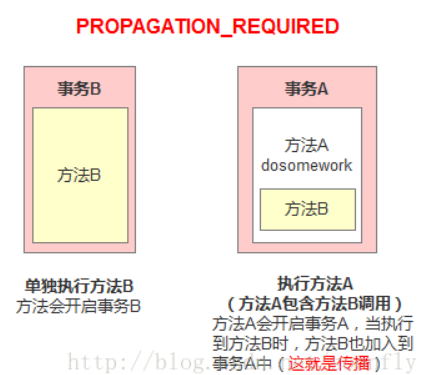 PROPAGATION_REQUIRED
事务B
方法B
单独执行方法B
方法会开启事务B
事务A
方法A
dosomework
方法B
执行方法A
（方法A包含方法B调用）
方法A会开启事务A，当执行
到方法B时，方法B也加入到
事务A中（这就是传播）
http://blog.
fly